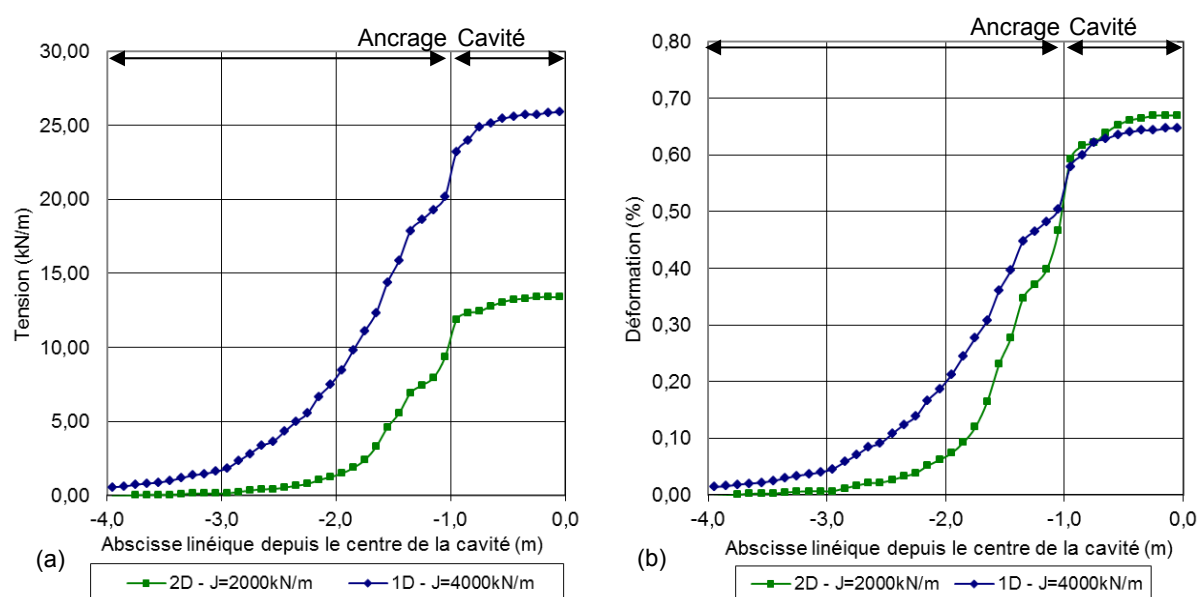 Ancrage Cavité
30,00
25,00
20,00
15,00
10,00
5,00
0,00
Tension (kN/m)
-4,0 -3,0 -2,0 -1,0 0,0
Abscisse linéique depuis le centre de la cavité (m)
(a)
2D - J=2000kN/m 1D - J=4000kN/m
Ancrage Cavité
0,80
0,70
0,60
0,50
0,40
0,30
0,20
0,10
0,00
Déformation (%)
-4,0 -3,0 -2,0 -1,0 0,0
Abscisse linéique depuis le centre de la cavité (m)
(b)
2D - J=2000kN/m 1D - J=4000kN/m